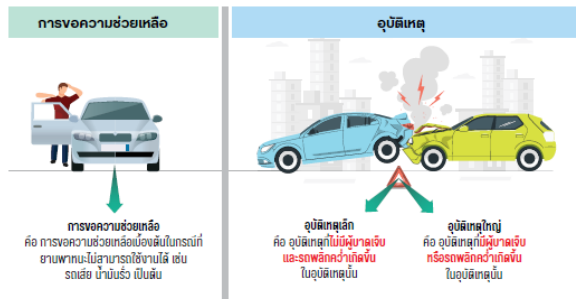 การขอความช่วยเหลือ
อุบัติเหตุ
การขอความช่วยเหลือ
คือ การขอความช่วยเหลือเบื้องต้นในกรณีที่
ยานพาหนะไม่สามารถใช้งานได้ เช่น
รถเสีย น้ำมันรั่ว เป็นต้น
อุบัติเหตุเล็ก
คือ อุบัติเหตุที่ไม่มีผู้บาดเจ็บ
และรถพลิกคว่ำเกิดขึ้น
ในอุบัติเหตุนั้น
อุบัติเหตุใหญ่
คือ อุบัติเหตุที่มีผู้บาดเจ็บ
หรือรถพลิกคว่ำเกิดขึ้น
ในอุบัติเหตุนั้น